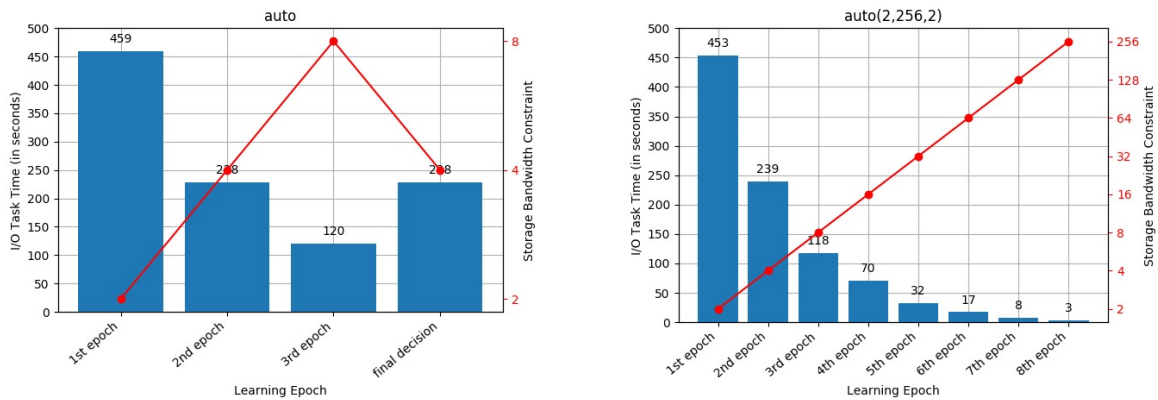 auto
500
450
400
350
300
250
200
150
100
50
0
I/O Task Time (in seconds)
459
120
8
4
2
Storage Bandwidth Constraint
1st epoch
2nd epoch
3rd epoch
final decision
Learning Epoch
auto(2,256,2)
500
450
400
350
300
250
200
150
100
50
0
I/O Task Time (in seconds)
453
239
118
70
32
17
8
3
256
128
64
32
16
8
4
2
Storage Bandwidth Constraint
1st epoch
2nd epoch
3rd epoch
4th epoch
5th epoch
6th epoch
7th epoch
8th epoch
Learning Epoch